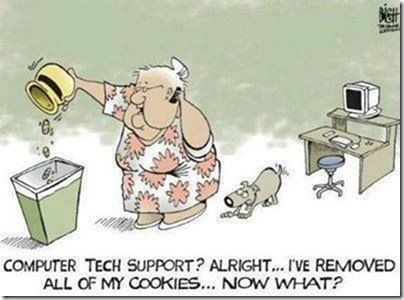 COMPUTER TECH SUPPORT? ALRIGHT... I'VE REMOVED
ALL OF MY COOKIES... NOW WHAT?